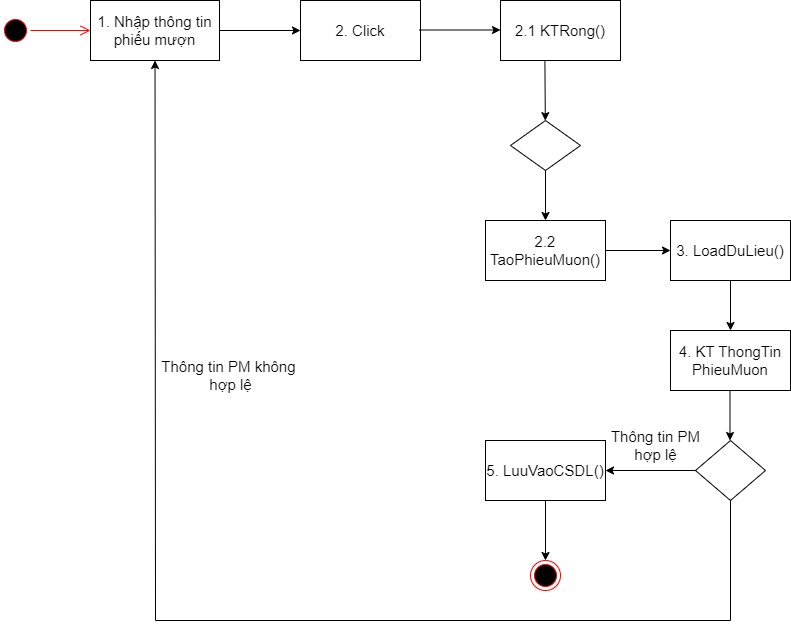 1. Nhập thông tin
phiếu mượn
2. Click
2.1 KTRong()
2.2
TaoPhieuMuon()
3. LoadDuLieu()
4. KT ThongTin
PhieuMuon
Thông tin PM không
hợp lệ
Thông tin PM
hợp lệ
5. LuuVaoCSDL()